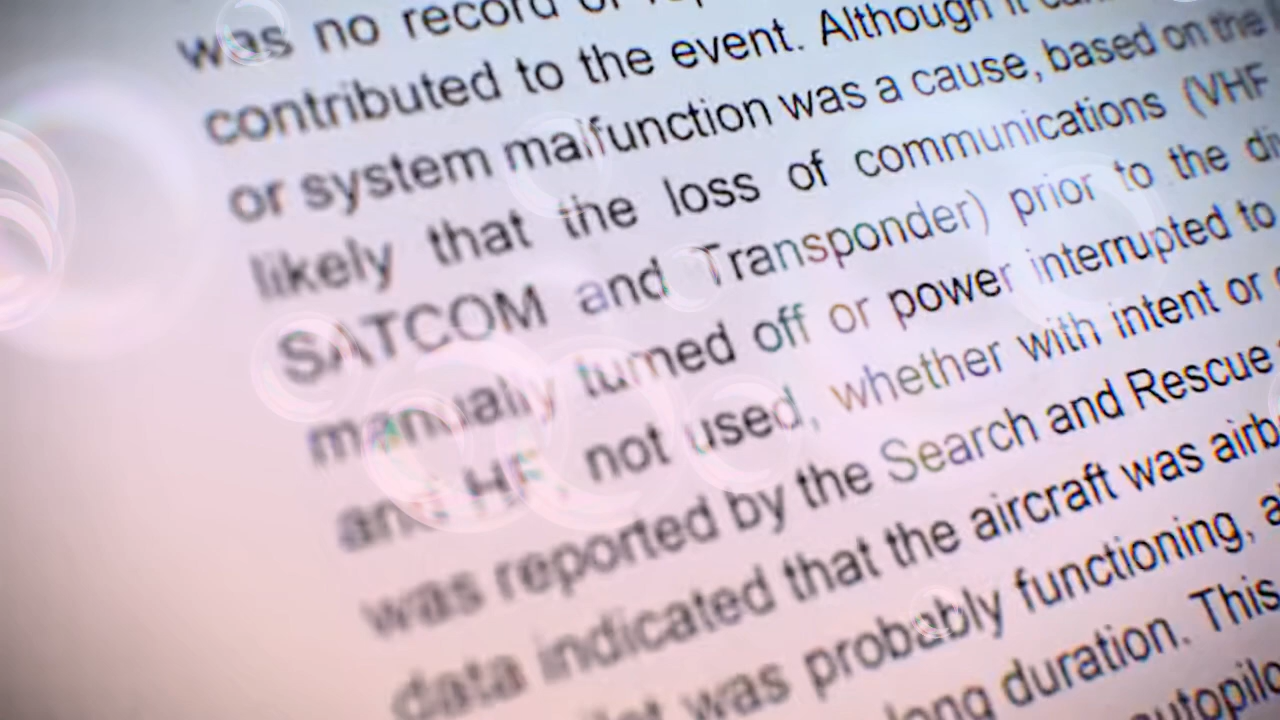 was no record
contributed to the event. Although it
or system malfunction was a cause, based on the
likely that the loss of communications (VHF
SATCOM and Transponder) prior to the
manually turned off or power interrupted to
and HF, not used, whether with intent or
was reported by the Search and Rescue
data indicated that the aircraft was
was probably functioning,
long duration. This